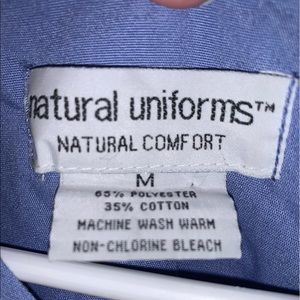 natural uniforms™
NATURAL COMFORT
M
65% POLYESTER
35% COTTON
MACHINE WASH WARM
NON-CHLORINE BLEACH